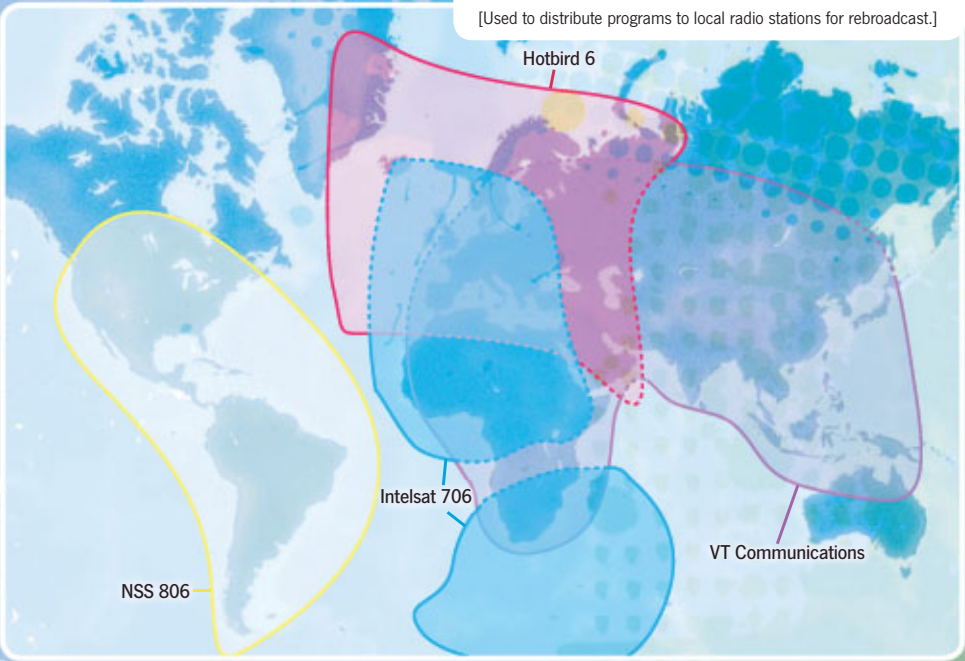 [Used to distribute programs to local radio stations for rebroadcast.]
Hotbird 6
Intelsat 706
VT Communications
NSS 806